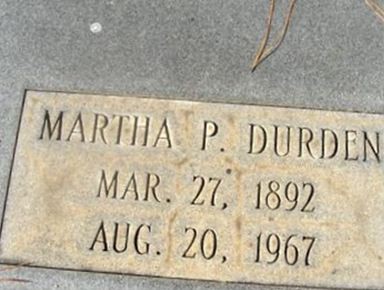 MARTHA P. DURDEN
MAR. 27, 1892
AUG. 20, 1967